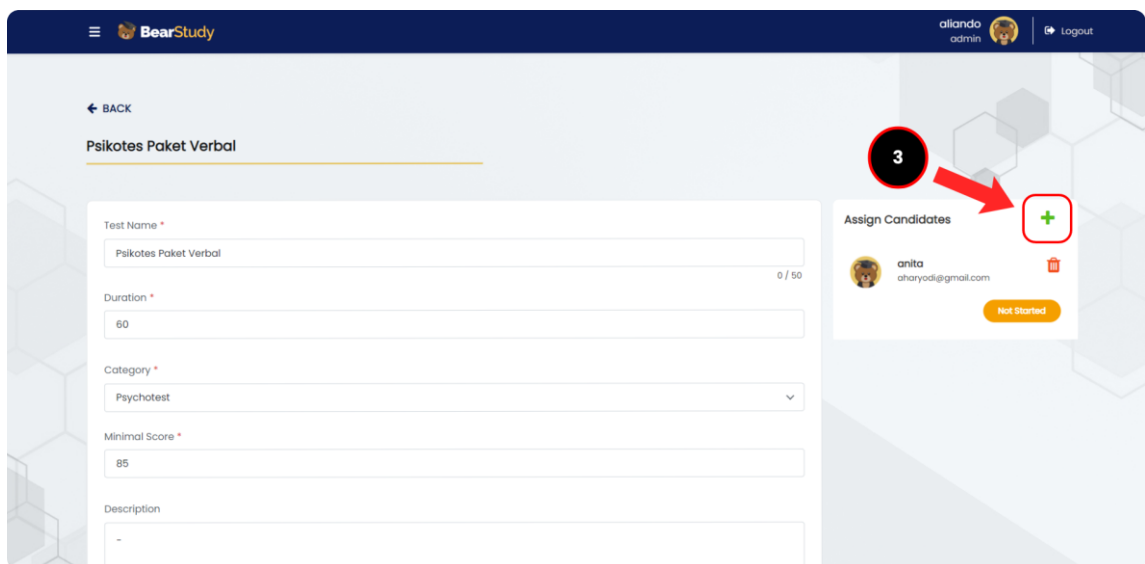 BearStudy
aliando
admin
Logout
BACK
Psikotes Paket Verbal
3
Test Name *
Psikotes Paket Verbal
0 / 50
Duration *
60
Category *
Psychotest
Minimal Score *
85
Description
-
Assign Candidates
anita
aharyodi@gmail.com
Not Started